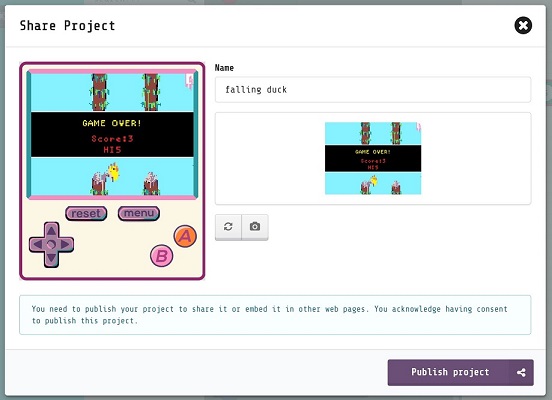 Share Project
Name
falling duck
GAME OVER!
Score:3
HI5
GAME OVER!
Score:3
HI5
reset
menu
A
B
You need to publish your project to share it or embed it in other web pages. You acknowledge having consent
to publish this project.
Publish project